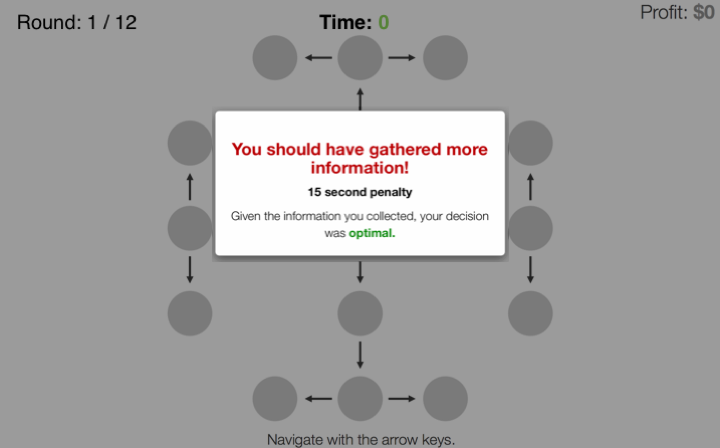 Round: 1 / 12
Time: 0
Profit: $0
You should have gathered more
information!
15 second penalty
Given the information you collected, your decision
was optimal.
Navigate with the arrow keys.